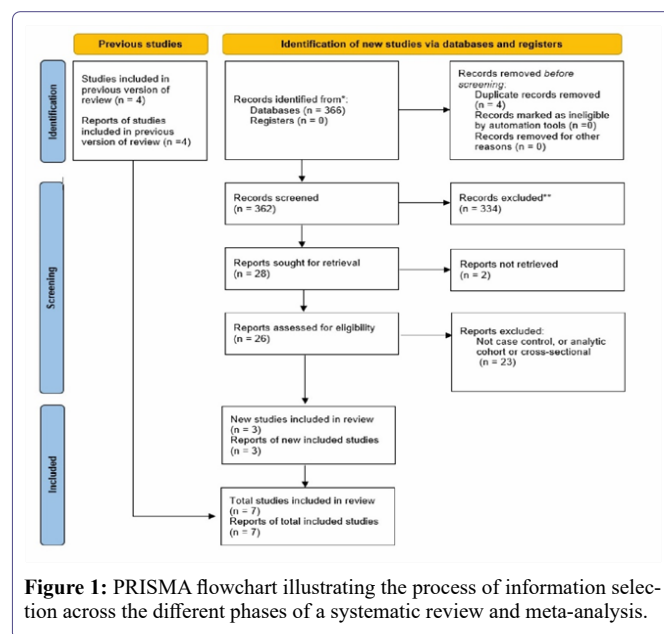 Previous studies
Identification of new studies via databases and registers
Identification
Studies included in
previous version of
review (n = 4)
Reports of studies
included in previous
version of review (n =4)
Records identified from*:
Databases (n = 366)
Registers (n = 0)
Records removed before
screening:
Duplicate records removed
(n = 4)
Records marked as ineligible
by automation tools (n =0)
Records removed for other
reasons (n = 0)
Screening
Records screened
(n = 362)
Records excluded**
(n = 334)
Reports sought for retrieval
(n = 28)
Reports not retrieved
(n = 2)
Reports assessed for eligibility
(n = 26)
Reports excluded:
Not case control, or analytic
cohort or cross-sectional
(n = 23)
Included
New studies included in review
(n = 3)
Reports of new included studies
(n = 3)
Total studies included in review
(n = 7)
Reports of total included studies
(n = 7)
Figure 1: PRISMA flowchart illustrating the process of information selec-
tion across the different phases of a systematic review and meta-analysis.